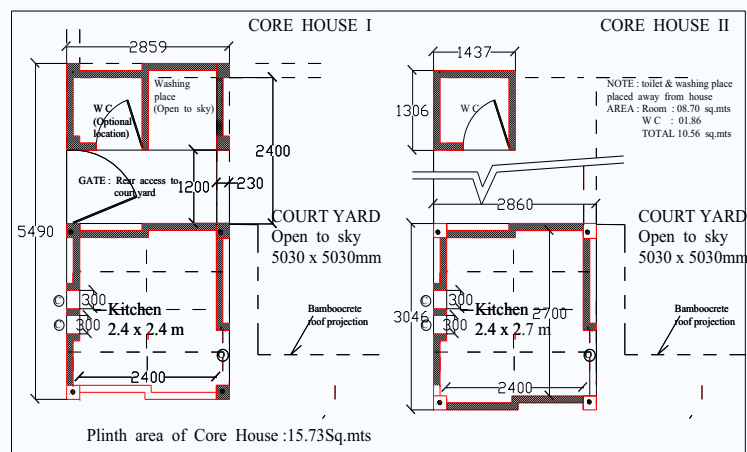 CORE HOUSE I
2859
Washing
place
(Open to sky)
W C
(Optional
location)
2400
GATE : Rear access to
court yard
1200
230
5490
COURT YARD
Open to sky
5030 x 5030mm
300
Kitchen
300
2.4 x 2.4 m
Bamboocrete
roof projection
2400
Plinth area of Core House :15.73Sq.mts
CORE HOUSE II
1437
NOTE : toilet & washing place
placed away from house
AREA : Room : 08.70 sq.mts
W C : 01.86
TOTAL 10.56 sq.mts
1306
W C
2860
COURT YARD
Open to sky
5030 x 5030mm
300
Kitchen
2700
3046
300
2.4 x 2.7 m
Bamboocrete
roof projection
2400